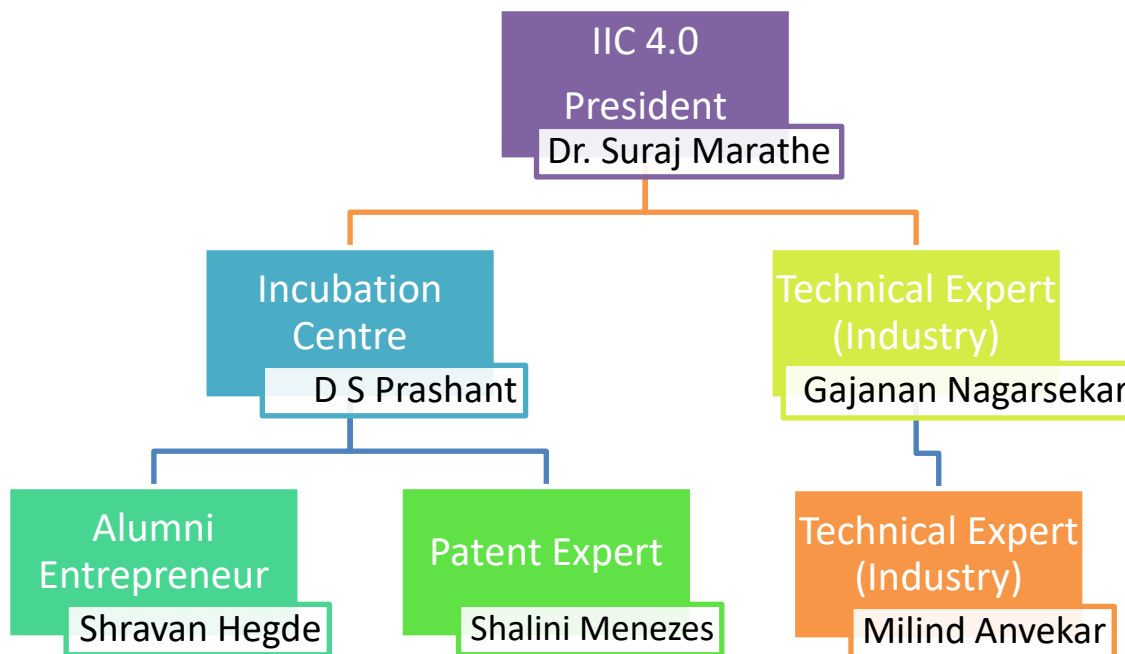 IIC 4.0
President
Dr. Suraj Marathe
Incubation
Centre
D S Prashant
Technical Expert
(Industry)
Gajanan Nagarsekar
Alumni
Entrepreneur
Shravan Hegde
Patent Expert
Shalini Menezes
Technical Expert
(Industry)
Milind Anvekar